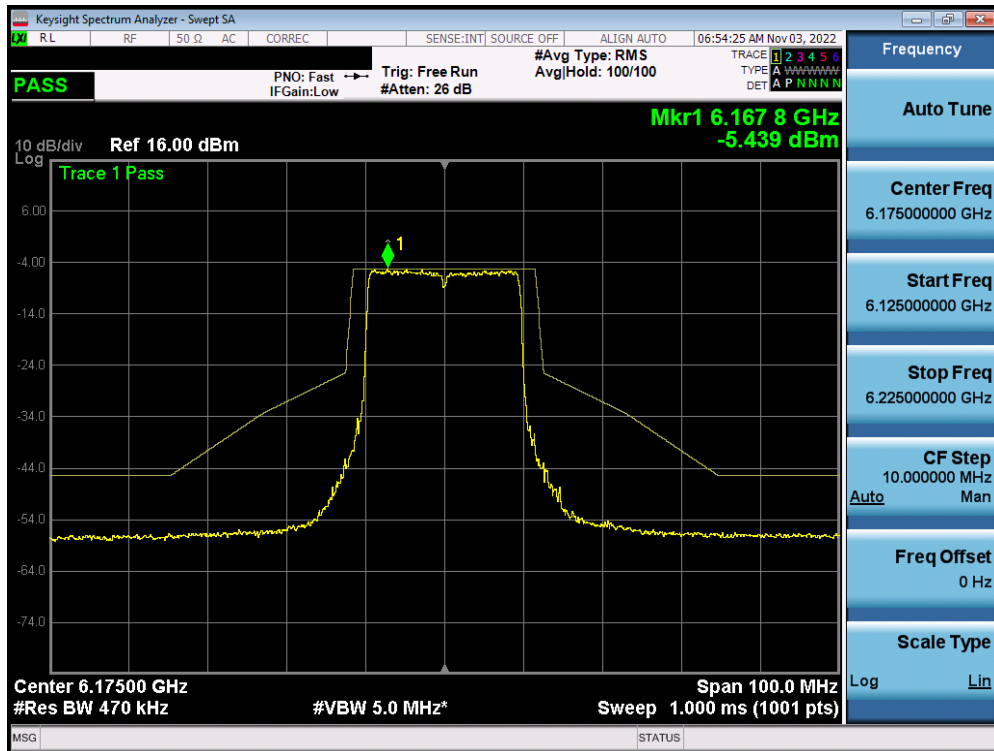 Keysight Spectrum Analyzer - Swept SA
LXI RL RF 50 Ω AC CORREC SENSE:INT SOURCE OFF ALIGN AUTO 06:54:25 AM Nov 03, 2022
PASS
PNO: Fast
IFGain:Low
Trig: Free Run
#Atten: 26 dB
#Avg Type: RMS
Avg|Hold: 100/100
TRACE 1 2 3 4 5 6
TYPE A WWWWW
DET A P N N N N
Mkr1 6.167 8 GHz
-5.439 dBm
10 dB/div Ref 16.00 dBm
Log
Trace 1 Pass
1
6.00
-4.00
-14.0
-24.0
-34.0
-44.0
-54.0
-64.0
-74.0
Center 6.17500 GHz Span 100.0 MHz
#Res BW 470 kHz #VBW 5.0 MHz* Sweep 1.000 ms (1001 pts)
MSG STATUS
Frequency
Auto Tune
Center Freq
6.175000000 GHz
Start Freq
6.125000000 GHz
Stop Freq
6.225000000 GHz
CF Step
10.000000 MHz
Auto Man
Freq Offset
0 Hz
Scale Type
Log Lin